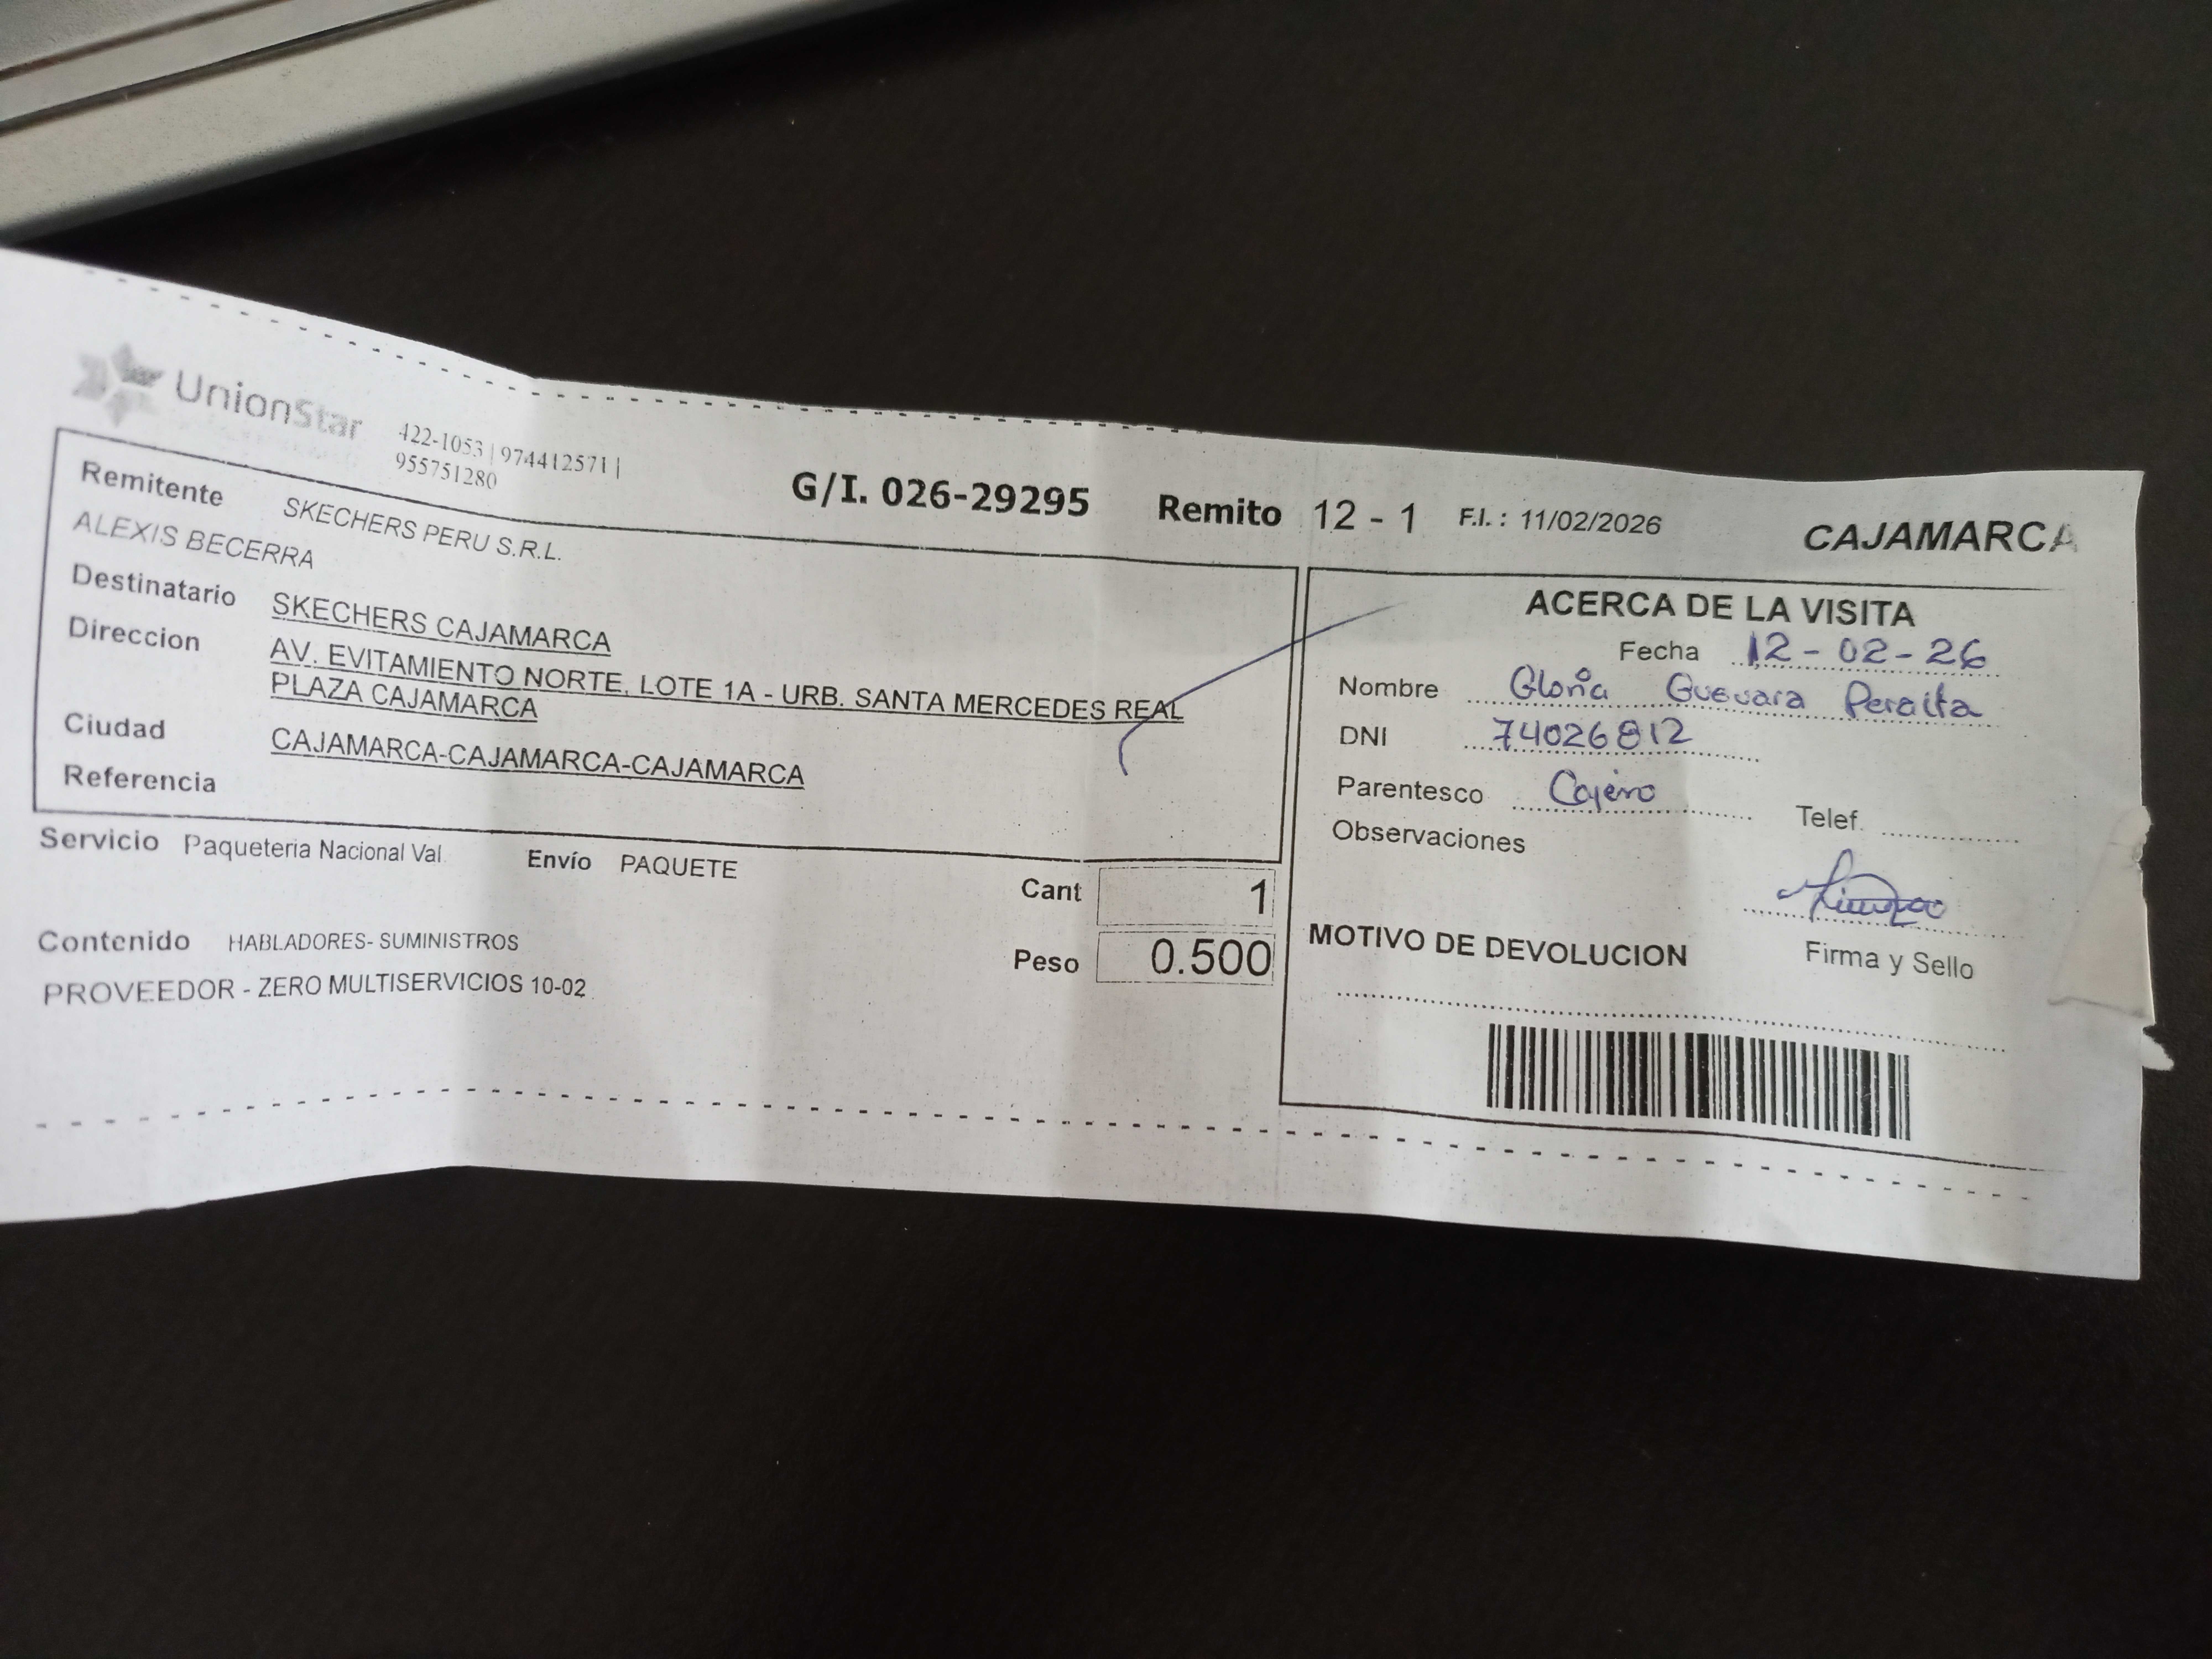 UnionStar
422-1053 | 974412571 |
955751280
G/I. 026-29295 Remito 12 - 1 F.I. : 11/02/2026 CAJAMARCA
Remitente SKECHERS PERU S.R.L.
ALEXIS BECERRA
Destinatario SKECHERS CAJAMARCA
Direccion AV. EVITAMIENTO NORTE, LOTE 1A - URB. SANTA MERCEDES REAL
PLAZA CAJAMARCA
Ciudad CAJAMARCA-CAJAMARCA-CAJAMARCA
Referencia
Servicio Paqueteria Nacional Val. Envío PAQUETE
Cant 1
Contenido HABLADORES- SUMINISTROS
Peso 0.500
PROVEEDOR - ZERO MULTISERVICIOS 10-02
ACERCA DE LA VISITA
Fecha 12-02-26
Nombre Gloria Guevara Peralta
DNI 74026812
Parentesco Cajero
Telef.
Observaciones
MOTIVO DE DEVOLUCION
Firma y Sello